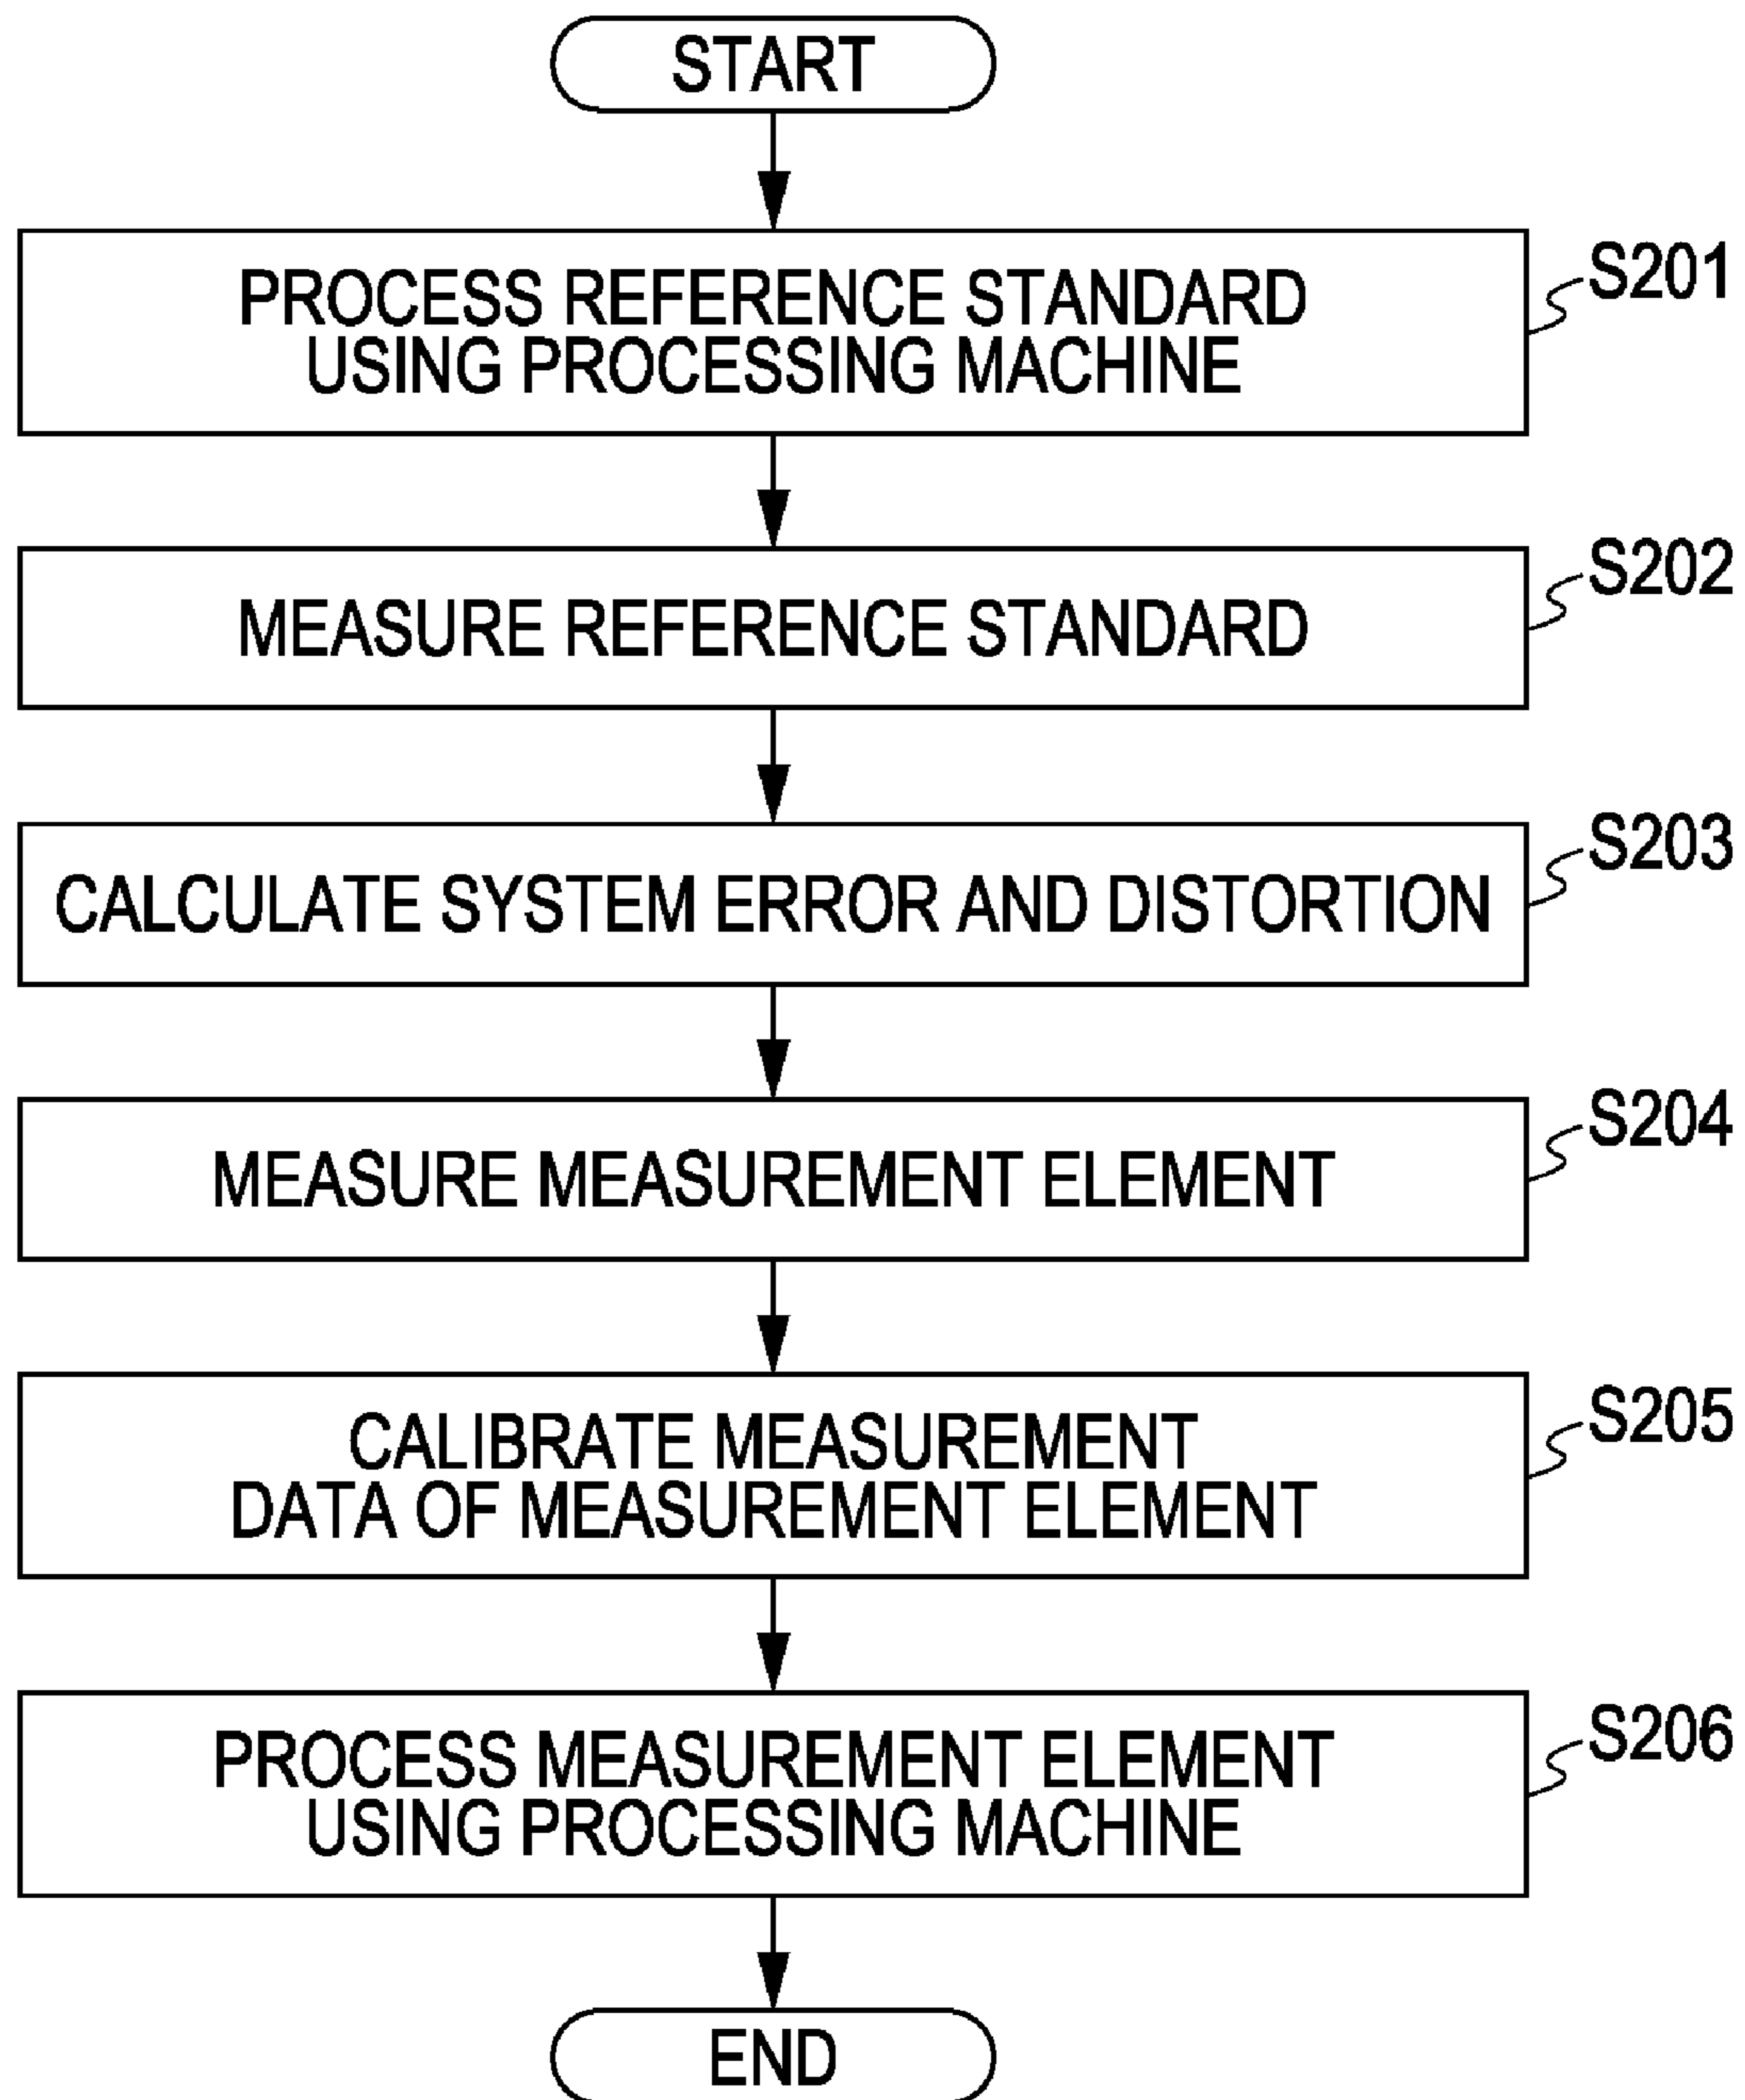 START
PROCESS REFERENCE STANDARD
USING PROCESSING MACHINE
S201
MEASURE REFERENCE STANDARD
S202
CALCULATE SYSTEM ERROR AND DISTORTION
S203
MEASURE MEASUREMENT ELEMENT
S204
CALIBRATE MEASUREMENT
DATA OF MEASUREMENT ELEMENT
S205
PROCESS MEASUREMENT ELEMENT
USING PROCESSING MACHINE
S206
END